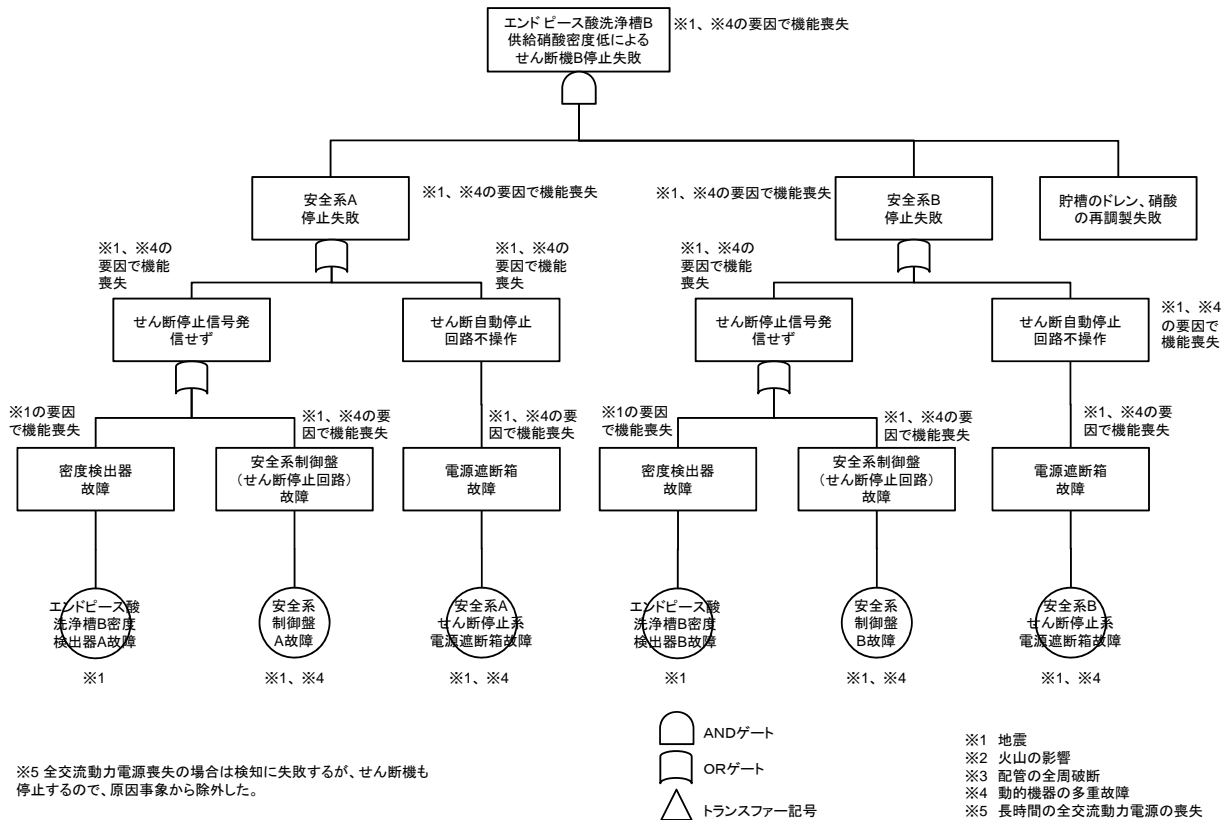 エンドピース酸洗浄槽B
供給硝酸密度低による
せん断機B停止失敗
※1、※4の要因で機能喪失
安全系A
停止失敗
※1、※4の要因で機能喪失
※1、※4の要因で機能喪失
安全系B
停止失敗
貯槽のドレン、硝酸
の再調製失敗
※1、※4の
要因で機能
喪失
※1、※4の
要因で機能
喪失
※1、※4の
要因で機能
喪失
せん断停止信号発
信せず
せん断自動停止
回路不操作
せん断停止信号発
信せず
せん断自動停止
回路不操作
※1、※4
の要因で
機能喪失
※1の要因
で機能喪失
※1、※4の要
因で機能喪失
※1、※4の要
因で機能喪失
※1の要因
で機能喪失
※1、※4の要
因で機能喪失
※1、※4の要
因で機能喪失
密度検出器
故障
安全系制御盤
(せん断停止回路)
故障
電源遮断箱
故障
密度検出器
故障
安全系制御盤
(せん断停止回路)
故障
電源遮断箱
故障
エンドピース酸
洗浄槽B密度
検出器A故障
安全系
制御盤
A故障
安全系A
せん断停止系
電源遮断箱故障
エンドピース酸
洗浄槽B密度
検出器B故障
安全系
制御盤
B故障
安全系B
せん断停止系
電源遮断箱故障
※1
※1、※4
※1、※4
※1
※1、※4
※1、※4
※5 全交流動力電源喪失の場合は検知に失敗するが、せん断機も
停止するので、原因事象から除外した。
ANDゲート
ORゲート
トランスファー記号
※1 地震
※2 火山の影響
※3 配管の全周破断
※4 動的機器の多重故障
※5 長時間の全交流動力電源の喪失